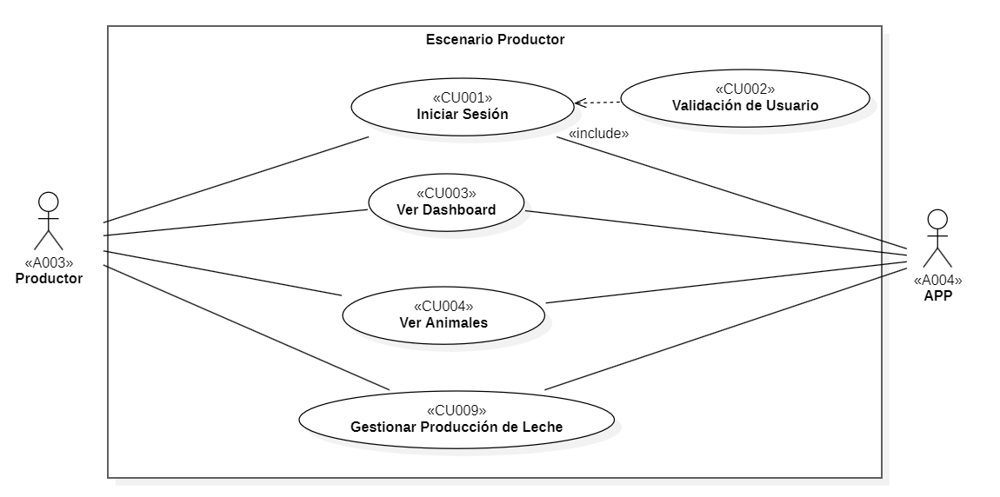 Escenario Productor
«CU001»
Iniciar Sesión
«CU002»
Validación de Usuario
«include»
«CU003»
Ver Dashboard
«A003»
Productor
«A004»
APP
«CU004»
Ver Animales
«CU009»
Gestionar Producción de Leche